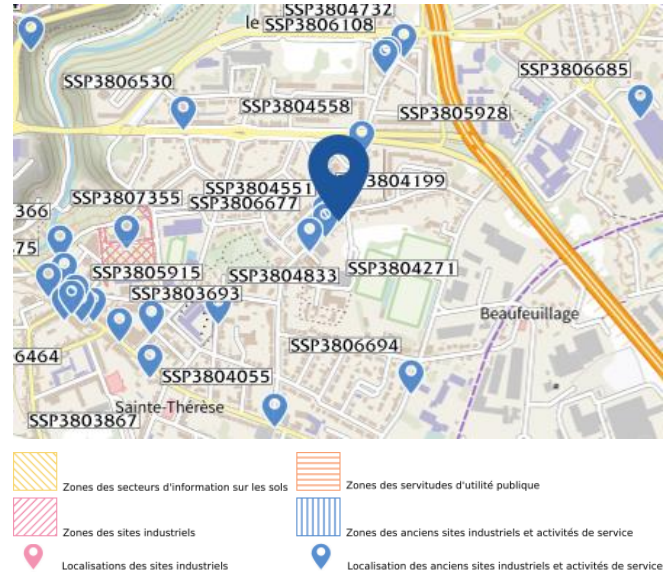 SSP3804732
le
SSP3806108
SSP3806530
SSP3806685
SSP3804558
SSP3805928
SSP3804551
3804199
SSP3807355
SSP3806677
366
75
SSP3805915
SSP3804833
SSP3804271
SSP3803693
Beaufeuillage
6464
SSP3806694
SSP3804055
Sainte-Thérèse
SSP3803867
Zones des secteurs d'information sur les sols
Zones des servitudes d'utilité publique
Zones des sites industriels
Zones des anciens sites industriels et activités de service
Localisations des sites industriels
Localisation des anciens sites industriels et activités de service